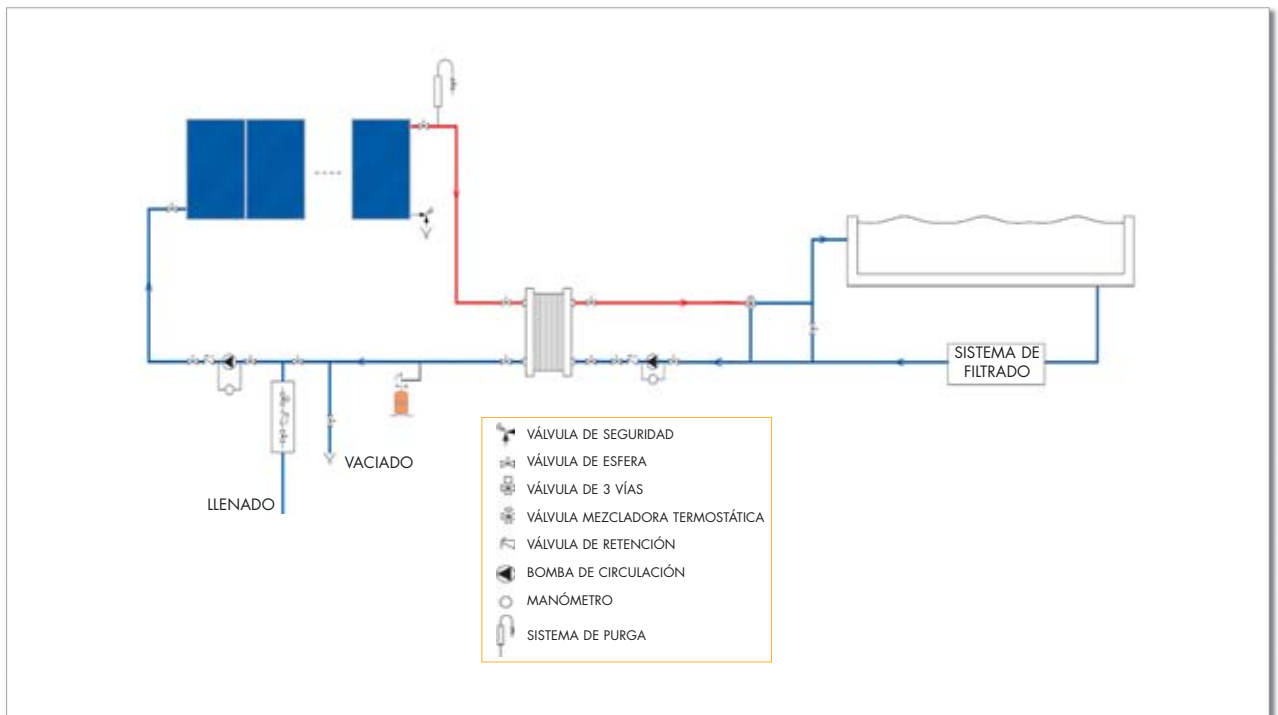 SISTEMA DE
FILTRADO
VACIADO
LLENADO
VÁLVULA DE SEGURIDAD
VÁLVULA DE ESFERA
VÁLVULA DE 3 VÍAS
VÁLVULA MEZCLADORA TERMOSTÁTICA
VÁLVULA DE RETENCIÓN
BOMBA DE CIRCULACIÓN
MANÓMETRO
SISTEMA DE PURGA